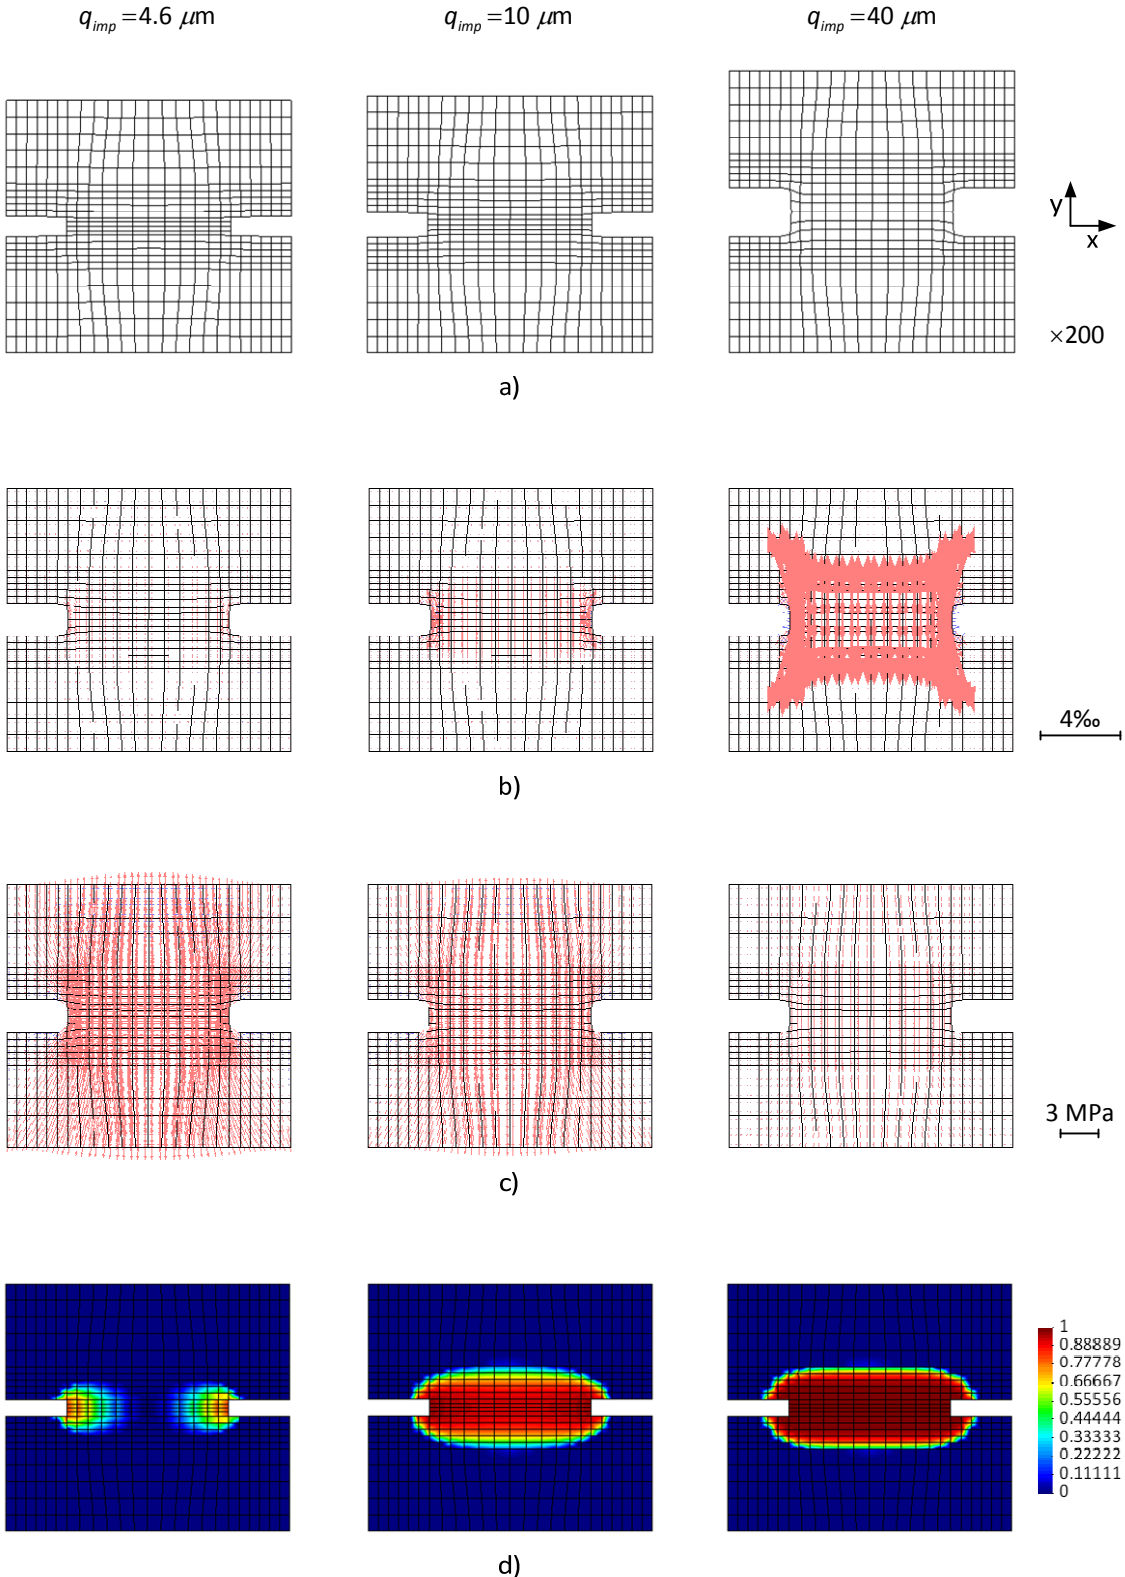 q_imp =4.6 μm
q_imp =10 μm
q_imp =40 μm
y
x
×200
a)
4‰
b)
3 MPa
c)
1
0.88889
0.77778
0.66667
0.55556
0.44444
0.33333
0.22222
0.11111
0
d)